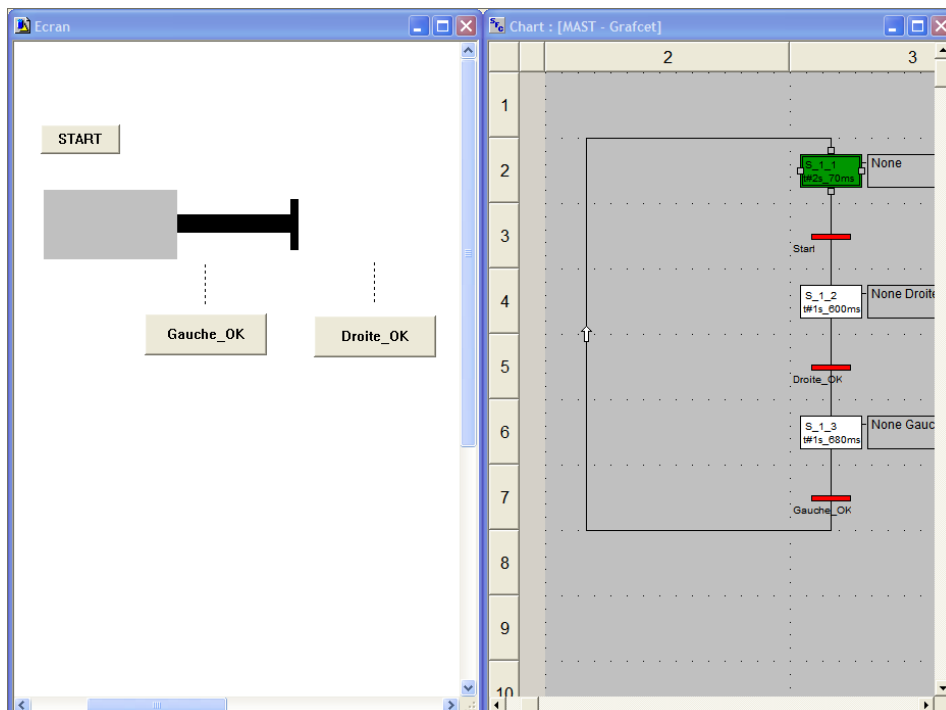 Ecran
START
Gauche_OK
Droite_OK
Chart : [MAST - Grafcet]
2 3
1
2
3
4
5
6
7
8
9
10
S_1_1
t#2s_70ms
None
Start
S_1_2
t#1s_600ms
None Droite
Droite_OK
S_1_3
t#1s_680ms
None Gauc
Gauche_OK